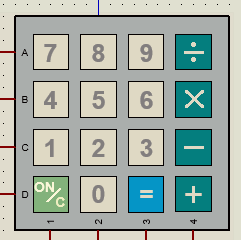 A 7 8 9 ÷
B 4 5 6 ×
C 1 2 3 −
D ON/C 0 = +
1 2 3 4